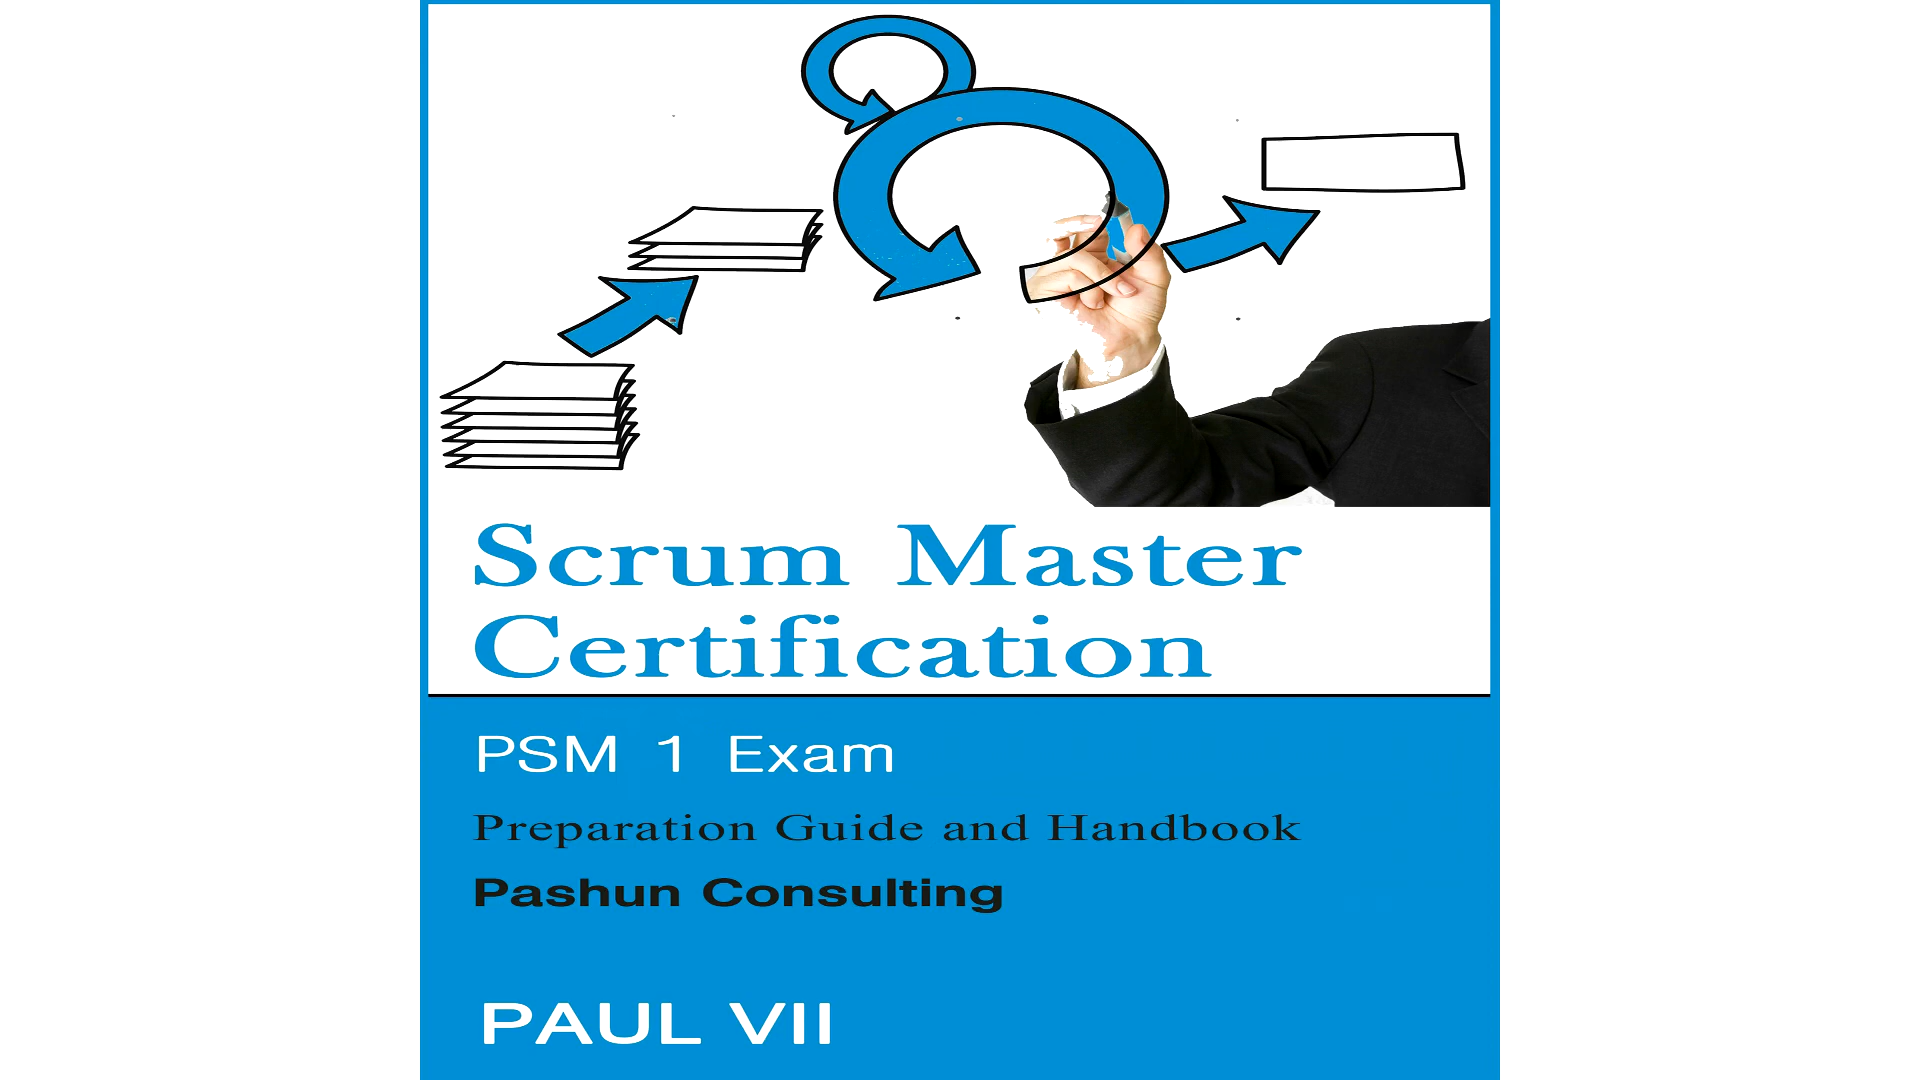 Scrum Master
Certification
PSM 1 Exam
Preparation Guide and Handbook
Pashun Consulting
PAUL VII